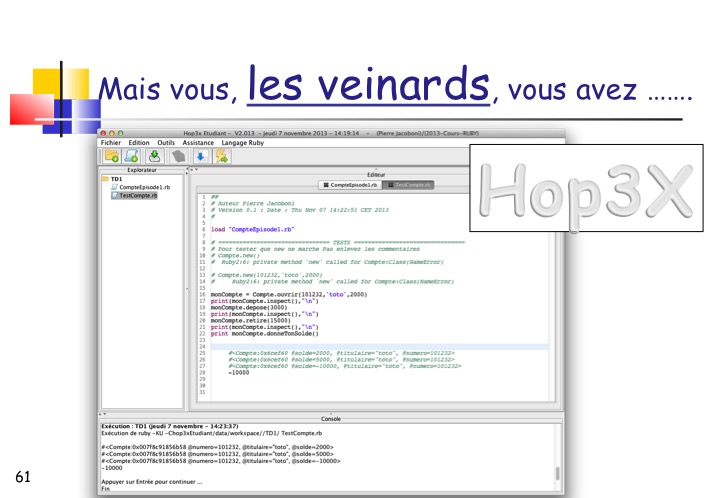 Mais vous, les veinards, vous avez .......
Hop3x Etudiant - V2.013 - jeudi 7 novembre 2013 - 14:19:14 - (Pierre Jacoboni)/(2013-Cours-RUBY)
Fichier Edition Outils Assistance Langage Ruby
Explorateur
TD1
CompteEpisode1.rb
TestCompte.rb
Editeur
CompteEpisode1.rb TestCompte.rb
Hop3X
1 ##
2 # Auteur Pierre Jacoboni
3 # Version 0.1 : Date : Thu Nov 07 14:22:51 CET 2013
4 #
5
6 load "CompteEpisode1.rb"
7
8 # =============================== TESTS ===============================
9 # Pour tester que new ne marche Pas enlevez les commentaires
10 # Compte.new()
11 # Ruby2:6: private method `new' called for Compte:Class(NameError)
12
13 # Compte.new(101232,'toto',2000)
14 # Ruby2:6: private method `new' called for Compte:Class(NameError)
15
16 monCompte = Compte.ouvrir(101232,'toto',2000)
17 print(monCompte.inspect(),"\n")
18 monCompte.depose(3000)
19 print(monCompte.inspect(),"\n")
20 monCompte.retire(15000)
21 print(monCompte.inspect(),"\n")
22 print monCompte.donneTonSolde()
23
24
25 #<Compte:0x6cef60 @solde=2000, @titulaire="toto", @numero=101232>
26 #<Compte:0x6cef60 @solde=5000, @titulaire="toto", @numero=101232>
27 #<Compte:0x6cef60 @solde=-10000, @titulaire="toto", @numero=101232>
28 -10000
29
30
31
Console
Exécution : TD1 (jeudi 7 novembre - 14:23:37)
Exécution de ruby -KU -Chop3xEtudiant/data/workspace//TD1/ TestCompte.rb
#<Compte:0x007f8c91856b58 @numero=101232, @titulaire="toto", @solde=2000>
#<Compte:0x007f8c91856b58 @numero=101232, @titulaire="toto", @solde=5000>
#<Compte:0x007f8c91856b58 @numero=101232, @titulaire="toto", @solde=-10000>
-10000
Appuyer sur Entrée pour continuer ...
Fin
61